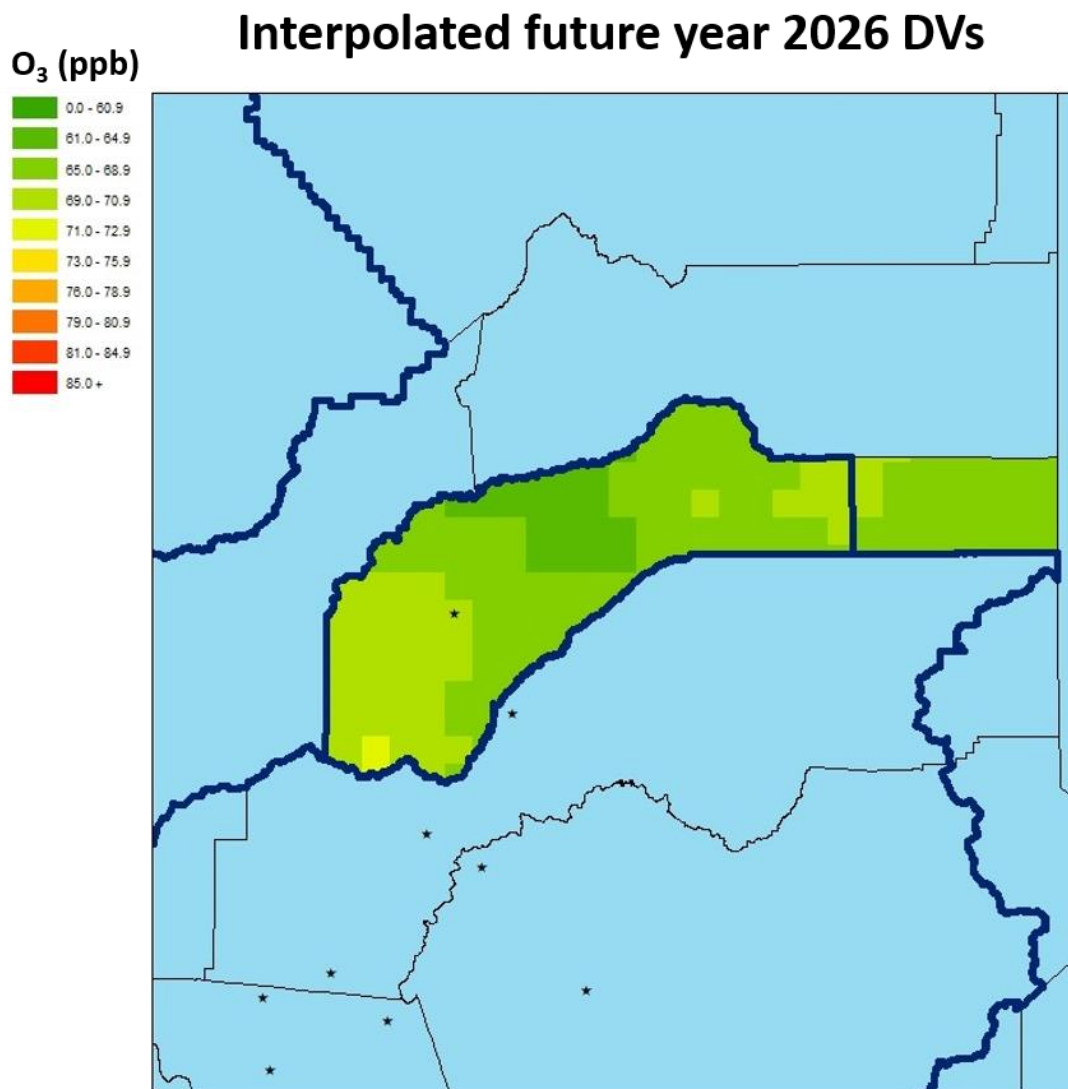 Interpolated future year 2026 DVs
O₃ (ppb)
0.0 - 60.9
61.0 - 64.9
65.0 - 68.9
69.0 - 70.9
71.0 - 72.9
73.0 - 75.9
76.0 - 78.9
79.0 - 80.9
81.0 - 84.9
85.0 +